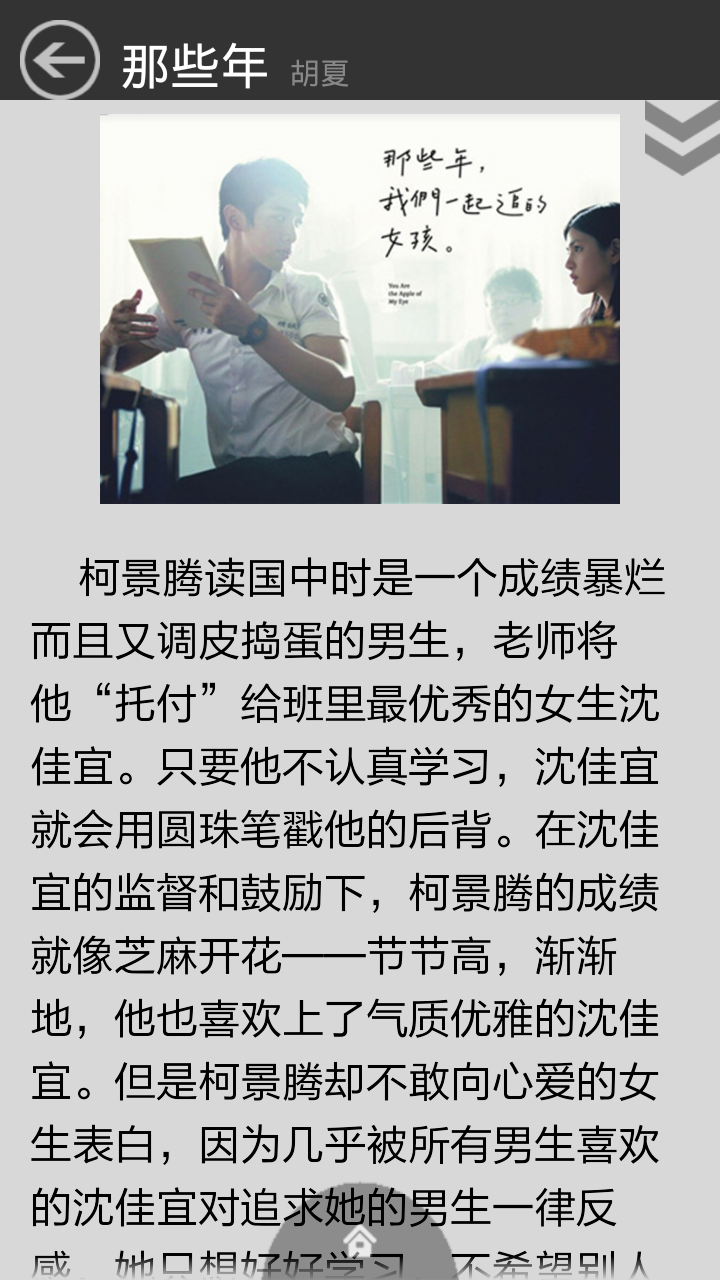 那些年 胡夏
那些年，
我們一起追的
女孩。
You Are
the Apple of
My Eye
柯景腾读国中时是一个成绩暴烂
而且又调皮捣蛋的男生，老师将
他“托付”给班里最优秀的女生沈
佳宜。只要他不认真学习，沈佳宜
就会用圆珠笔戳他的后背。在沈佳
宜的监督和鼓励下，柯景腾的成绩
就像芝麻开花——节节高，渐渐
地，他也喜欢上了气质优雅的沈佳
宜。但是柯景腾却不敢向心爱的女
生表白，因为几乎被所有男生喜欢
的沈佳宜对追求她的男生一律反
感，她只想好好学习，不希望别人